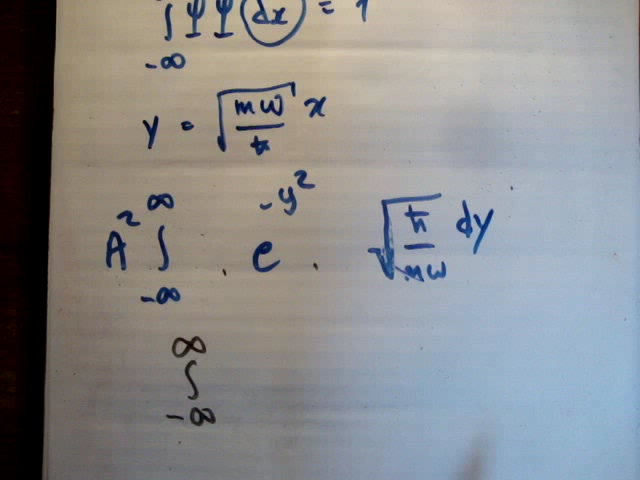 ∫_{-∞} Ψ Ψ dx = 1
y = √(mω/ħ) x
A² ∫_{-∞}^{∞} . e^{-y²} . √(ħ/mω) dy
∫_{-∞}^{∞}